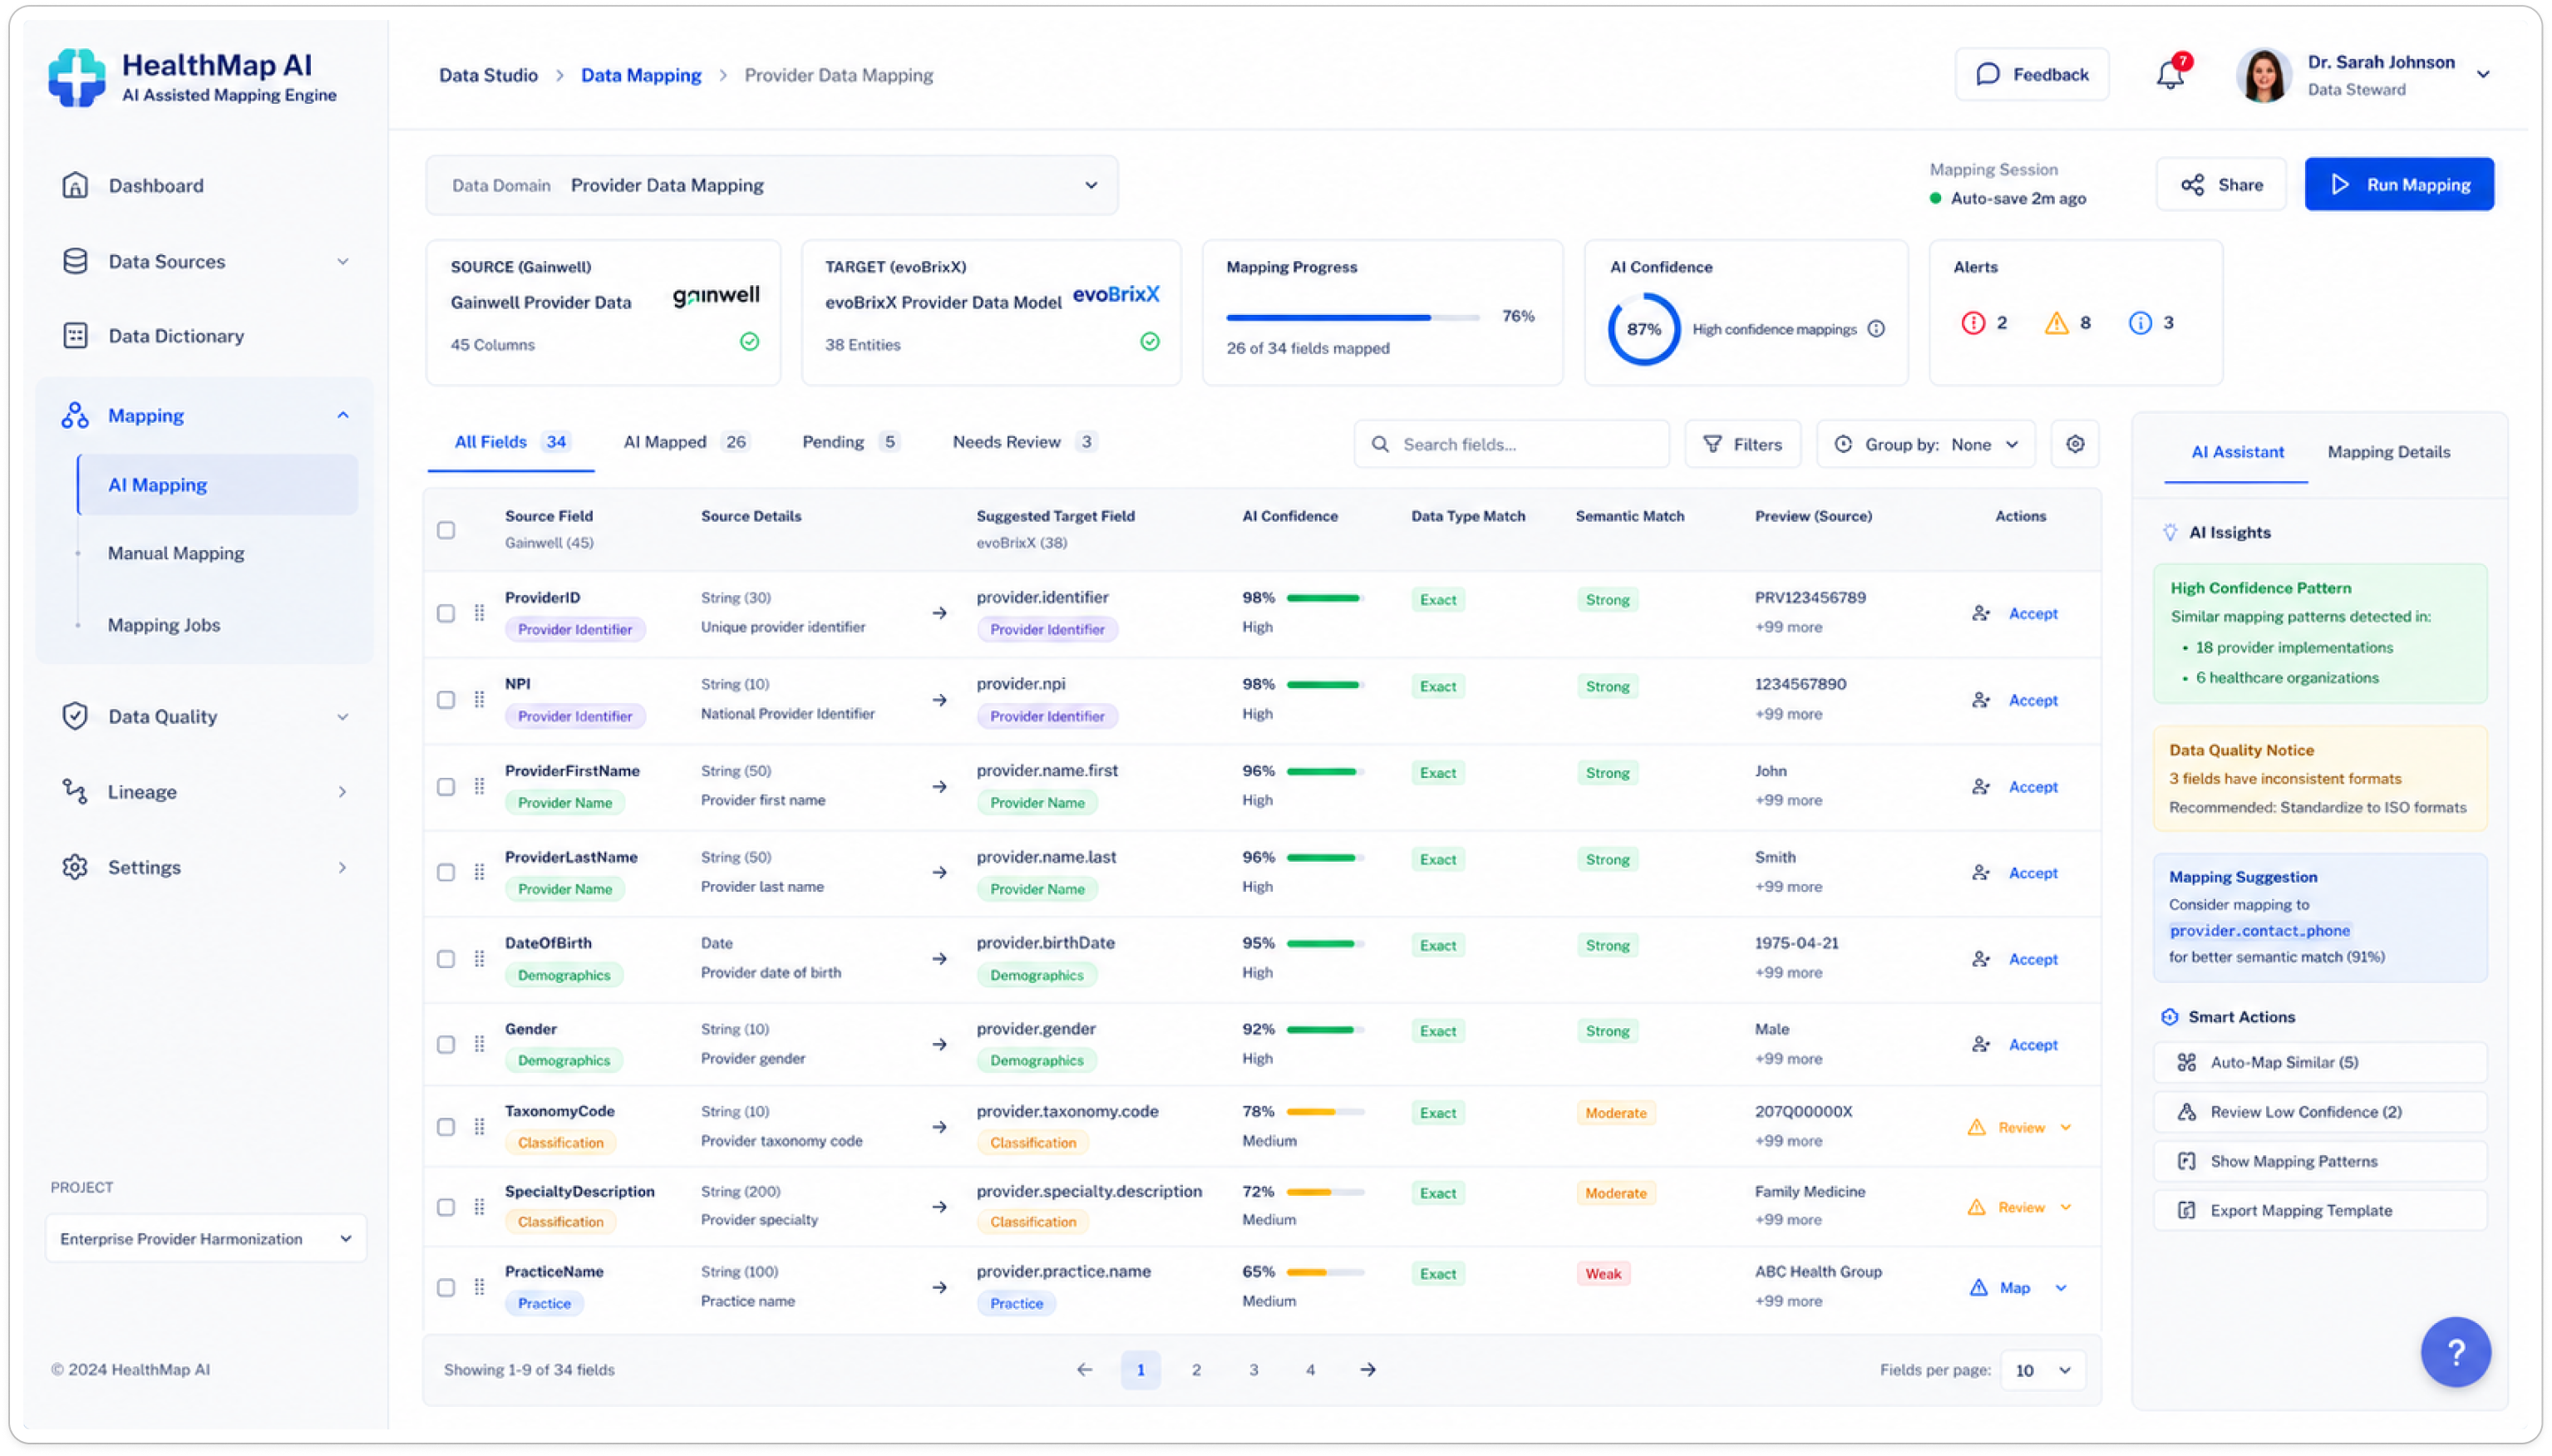 HealthMap AI
AI Assisted Mapping Engine
Dashboard
Data Sources
Data Dictionary
Mapping
AI Mapping
Manual Mapping
Mapping Jobs
Data Quality
Lineage
Settings
PROJECT
Enterprise Provider Harmonization
© 2024 HealthMap AI
Data Studio > Data Mapping > Provider Data Mapping
Feedback
7
Dr. Sarah Johnson
Data Steward
Data Domain Provider Data Mapping
Mapping Session
Auto-save 2m ago
Share
Run Mapping
SOURCE (Gainwell)
Gainwell Provider Data
gainwell
45 Columns
TARGET (evoBrixX)
evoBrixX Provider Data Model
evoBrixX
38 Entities
Mapping Progress
76%
26 of 34 fields mapped
AI Confidence
87%
High confidence mappings
Alerts
2 8 3
All Fields 34 AI Mapped 26 Pending 5 Needs Review 3
Search fields...
Filters
Group by: None
Source Field Source Details Suggested Target Field AI Confidence Data Type Match Semantic Match Preview (Source) Actions
Gainwell (45) evoBrixX (38)
ProviderID String (30) provider.identifier 98% Exact Strong PRV123456789 Accept
Provider Identifier Unique provider identifier Provider Identifier High +99 more
NPI String (10) provider.npi 98% Exact Strong 1234567890 Accept
Provider Identifier National Provider Identifier Provider Identifier High +99 more
ProviderFirstName String (50) provider.name.first 96% Exact Strong John Accept
Provider Name Provider first name Provider Name High +99 more
ProviderLastName String (50) provider.name.last 96% Exact Strong Smith Accept
Provider Name Provider last name Provider Name High +99 more
DateOfBirth Date provider.birthDate 95% Exact Strong 1975-04-21 Accept
Demographics Provider date of birth Demographics High +99 more
Gender String (10) provider.gender 92% Exact Strong Male Accept
Demographics Provider gender Demographics High +99 more
TaxonomyCode String (10) provider.taxonomy.code 78% Exact Moderate 207Q00000X Review
Classification Provider taxonomy code Classification Medium +99 more
SpecialtyDescription String (200) provider.specialty.description 72% Exact Moderate Family Medicine Review
Classification Provider specialty Classification Medium +99 more
PracticeName String (100) provider.practice.name 65% Exact Weak ABC Health Group Map
Practice Practice name Practice Medium +99 more
Showing 1-9 of 34 fields
1 2 3 4
Fields per page: 10
AI Assistant Mapping Details
AI Issights
High Confidence Pattern
Similar mapping patterns detected in:
• 18 provider implementations
• 6 healthcare organizations
Data Quality Notice
3 fields have inconsistent formats
Recommended: Standardize to ISO formats
Mapping Suggestion
Consider mapping to
provider.contact.phone
for better semantic match (91%)
Smart Actions
Auto-Map Similar (5)
Review Low Confidence (2)
Show Mapping Patterns
Export Mapping Template
?